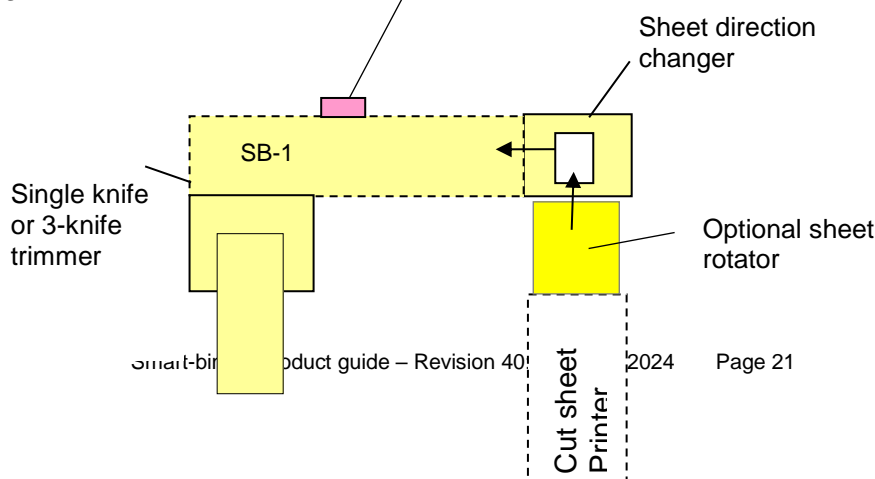 Sheet direction
changer
SB-1
Single knife
or 3-knife
trimmer
Optional sheet
rotator
Cut sheet
Printer
product guide – Revision 40 2024 Page 21